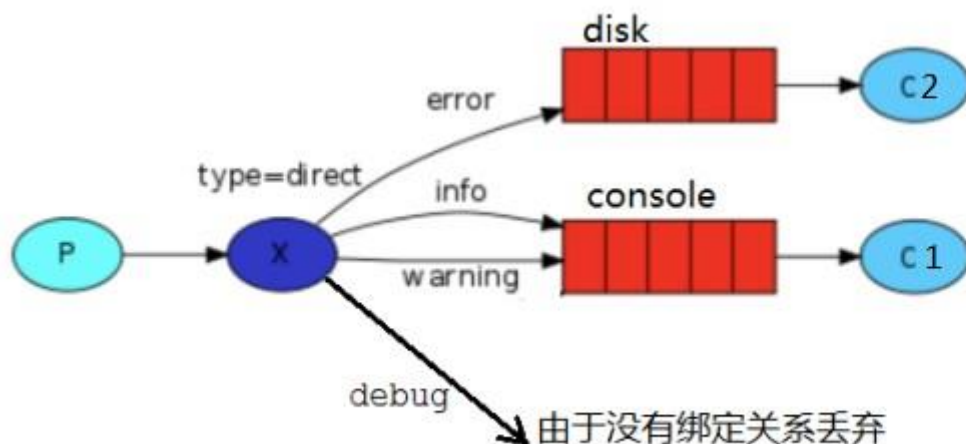 disk
error
C2
type=direct
info
console
P
X
warning
C1
debug
由于没有绑定关系丢弃